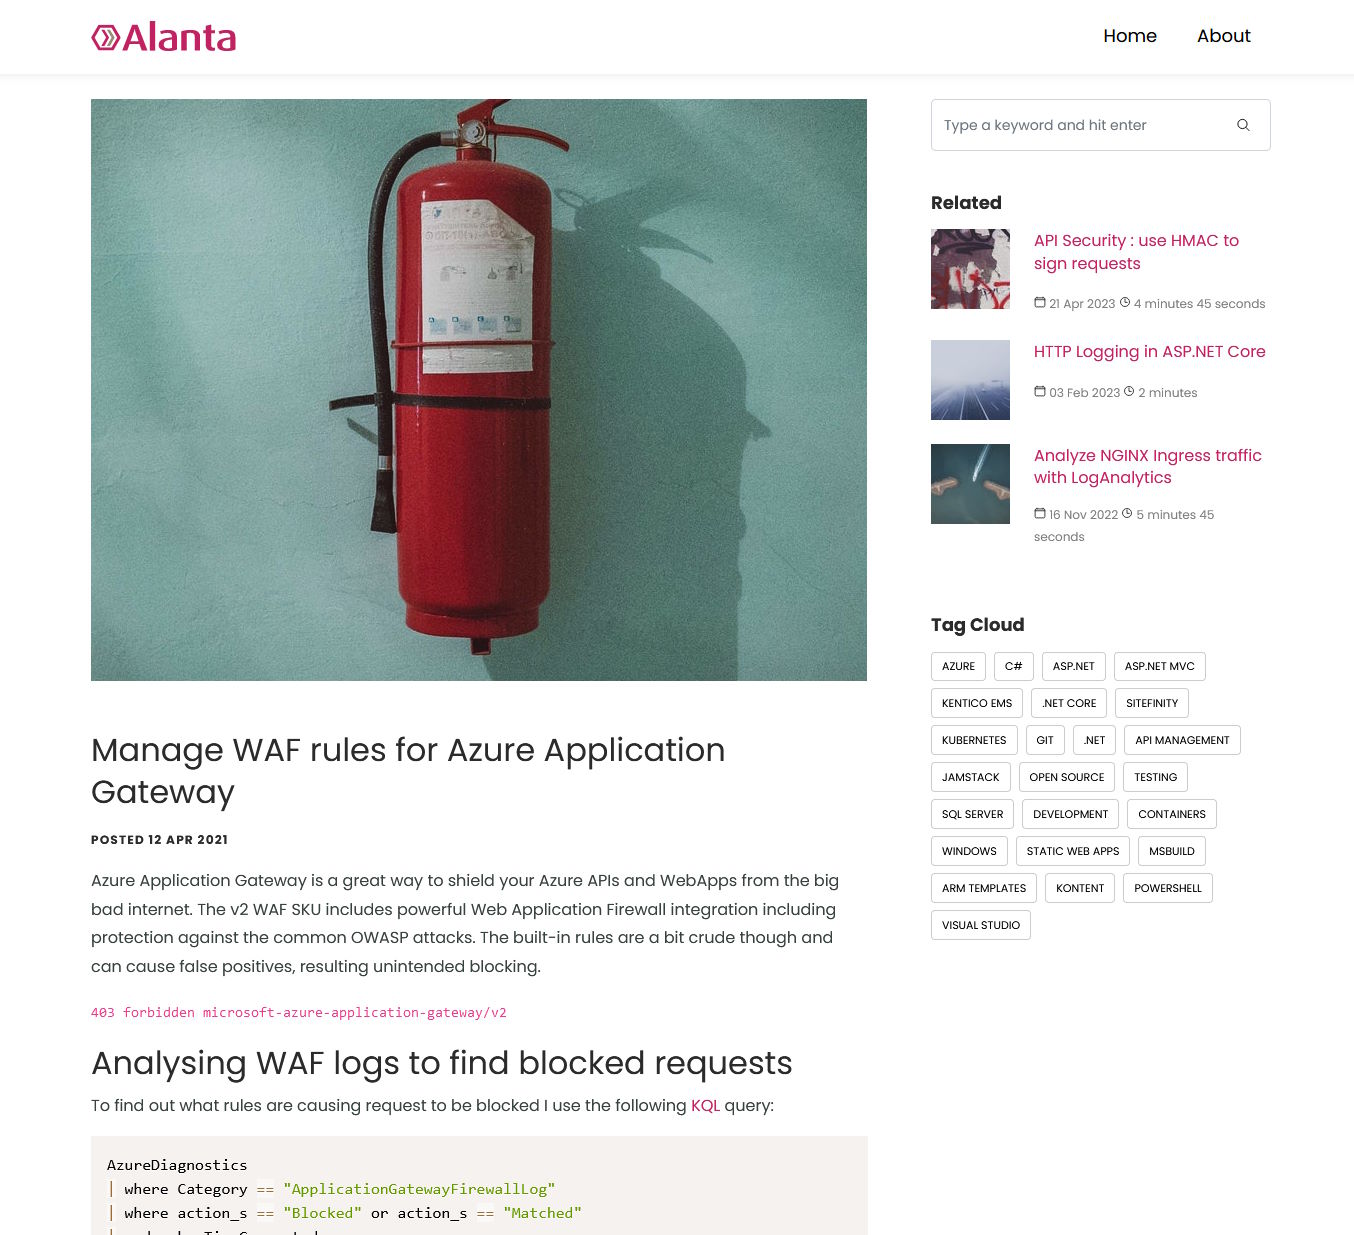 Alanta
Home
About
Type a keyword and hit enter
Related
API Security : use HMAC to
sign requests
21 Apr 2023 4 minutes 45 seconds
HTTP Logging in ASP.NET Core
03 Feb 2023 2 minutes
Analyze NGINX Ingress traffic
with LogAnalytics
16 Nov 2022 5 minutes 45
seconds
Tag Cloud
AZURE
C#
ASP.NET
ASP.NET MVC
KENTICO EMS
.NET CORE
SITEFINITY
KUBERNETES
GIT
.NET
API MANAGEMENT
JAMSTACK
OPEN SOURCE
TESTING
SQL SERVER
DEVELOPMENT
CONTAINERS
WINDOWS
STATIC WEB APPS
MSBUILD
ARM TEMPLATES
KONTENT
POWERSHELL
VISUAL STUDIO
Manage WAF rules for Azure Application
Gateway
POSTED 12 APR 2021
Azure Application Gateway is a great way to shield your Azure APIs and WebApps from the big
bad internet. The v2 WAF SKU includes powerful Web Application Firewall integration including
protection against the common OWASP attacks. The built-in rules are a bit crude though and
can cause false positives, resulting unintended blocking.
403 forbidden microsoft-azure-application-gateway/v2
Analysing WAF logs to find blocked requests
To find out what rules are causing request to be blocked I use the following KQL query:
AzureDiagnostics
| where Category == "ApplicationGatewayFirewallLog"
| where action_s == "Blocked" or action_s == "Matched"